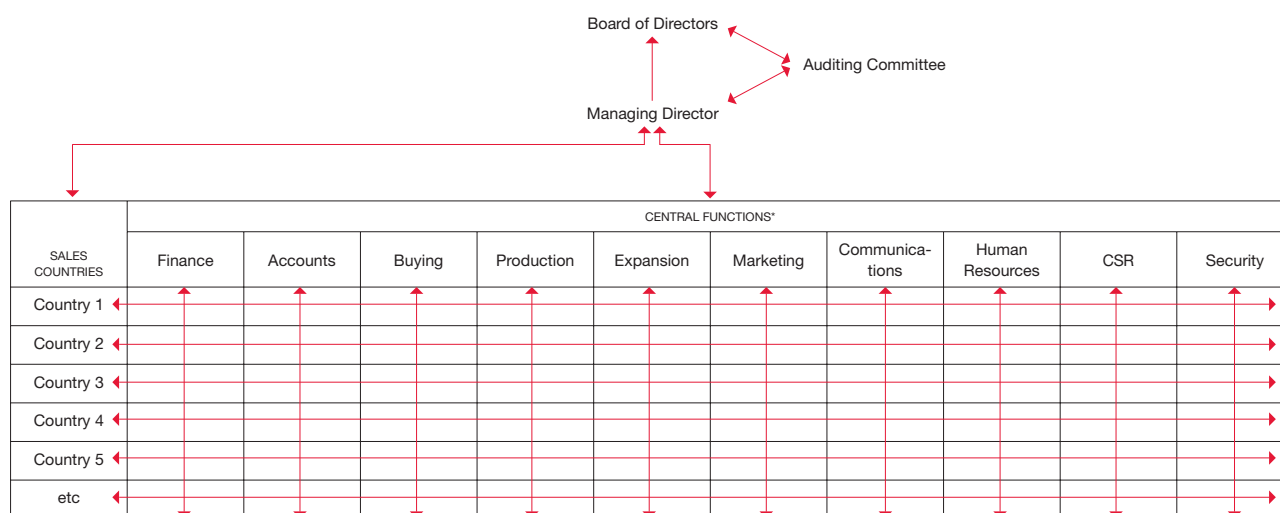 Board of Directors
Auditing Committee
Managing Director
CENTRAL FUNCTIONS*
SALES
COUNTRIES
Finance
Accounts
Buying
Production
Expansion
Marketing
Communica-
tions
Human
Resources
CSR
Security
Country 1
Country 2
Country 3
Country 4
Country 5
etc